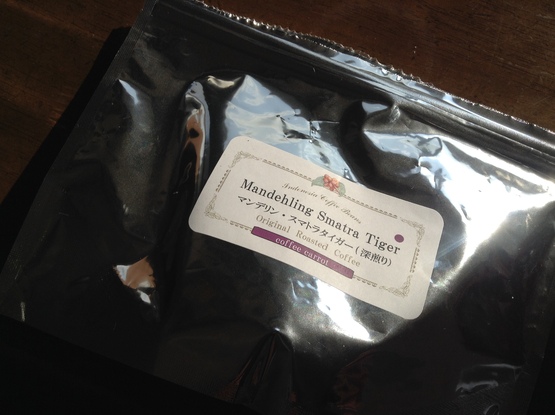 Indonesia Coffee Beans
Mandehling Smatra Tiger
マンデリン・スマトラタイガー(深煎り)
Original Roasted Coffee
coffee carrot